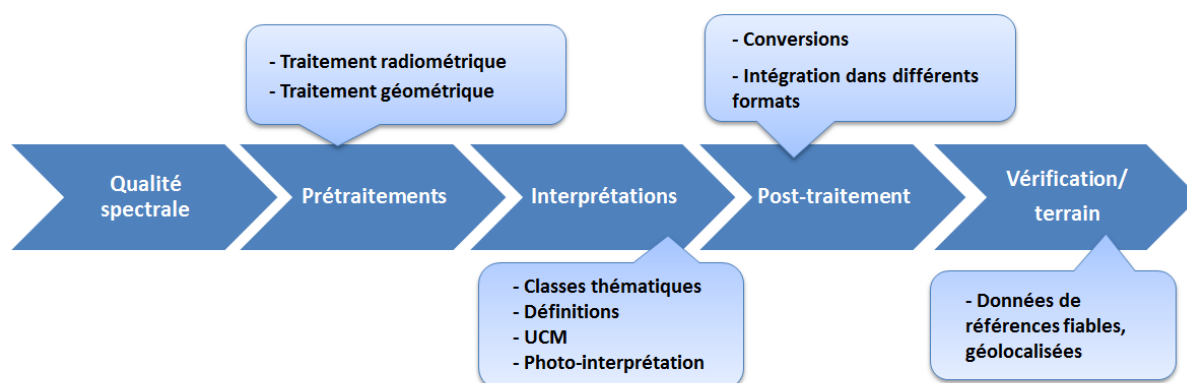 - Traitement radiométrique
- Traitement géométrique
- Conversions
- Intégration dans différents
formats
Qualité
spectrale
Prétraitements
Interprétations
Post-traitement
Vérification/
terrain
- Classes thématiques
- Définitions
- UCM
- Photo-interprétation
- Données de
références fiables,
géolocalisées